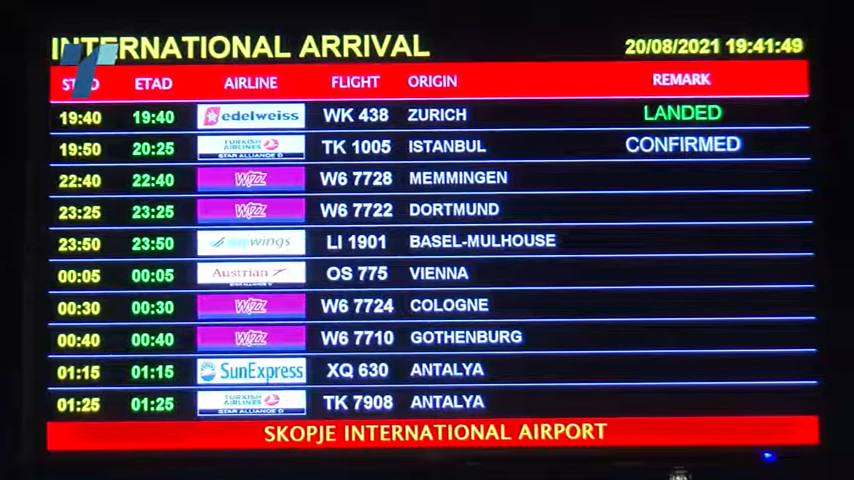 INTERNATIONAL ARRIVAL 20/08/2021 19:41:49
ETAD AIRLINE FLIGHT ORIGIN REMARK
19:40 19:40 edelweiss WK 438 ZURICH LANDED
19:50 20:25 TURKISH AIRLINES STAR ALLIANCE TK 1005 ISTANBUL CONFIRMED
22:40 22:40 W6 7728 MEMMINGEN
23:25 23:25 W6 7722 DORTMUND
23:50 23:50 LI 1901 BASEL-MULHOUSE
00:05 00:05 Austrian OS 775 VIENNA
00:30 00:30 W6 7724 COLOGNE
00:40 00:40 W6 7710 GOTHENBURG
01:15 01:15 SunExpress XQ 630 ANTALYA
01:25 01:25 TURKISH AIRLINES STAR ALLIANCE TK 7908 ANTALYA
SKOPJE INTERNATIONAL AIRPORT